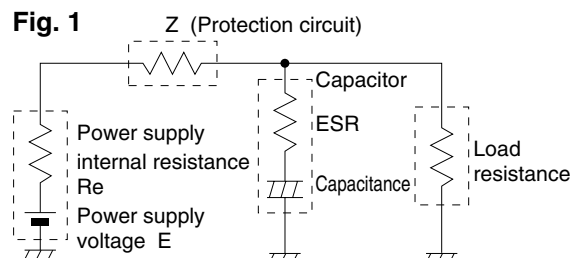 Fig. 1
Z (Protection circuit)
Capacitor
ESR
Capacitance
Power supply
internal resistance
Re
Power supply
voltage E
Load
resistance